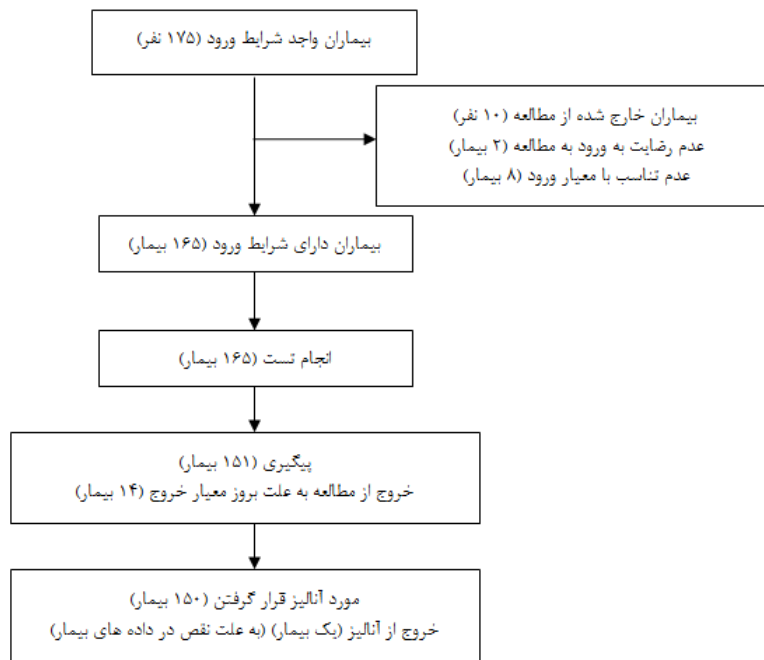 بیماران واجد شرایط ورود (۱۷۵ نفر)
بیماران خارج شده از مطالعه (۱۰ نفر)
عدم رضایت به ورود به مطالعه (۲ بیمار)
عدم تناسب با معیار ورود (۸ بیمار)
بیماران دارای شرایط ورود (۱۶۵ بیمار)
انجام تست (۱۶۵ بیمار)
پیگیری (۱۵۱ بیمار)
خروج از مطالعه به علت بروز معیار خروج (۱۴ بیمار)
مورد آنالیز قرار گرفتن (۱۵۰ بیمار)
خروج از آنالیز (یک بیمار) (به علت نقص در داده های بیمار)